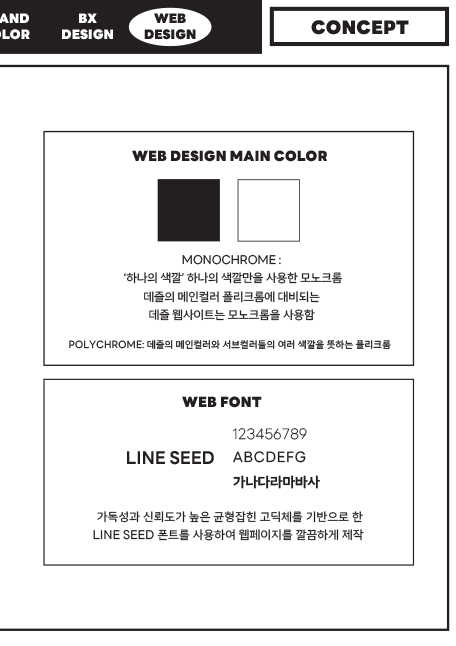 AND
OLOR
BX
DESIGN
WEB
DESIGN
CONCEPT
WEB DESIGN MAIN COLOR
MONOCHROME :
‘하나의 색깔’ 하나의 색깔만을 사용한 모노크롬
데즐의 메인컬러 폴리크롬에 대비되는
데줄 웹사이트는 모노크롬을 사용함
POLYCHROME: 데줄의 메인컬러와 서브컬러들의 여러 색깔을 뜻하는 폴리크롬
WEB FONT
LINE SEED
123456789
ABCDEFG
가나다라마바사
가독성과 신뢰도가 높은 균형잡힌 고딕체를 기반으로 한
LINE SEED 폰트를 사용하여 웹페이지를 깔끔하게 제작